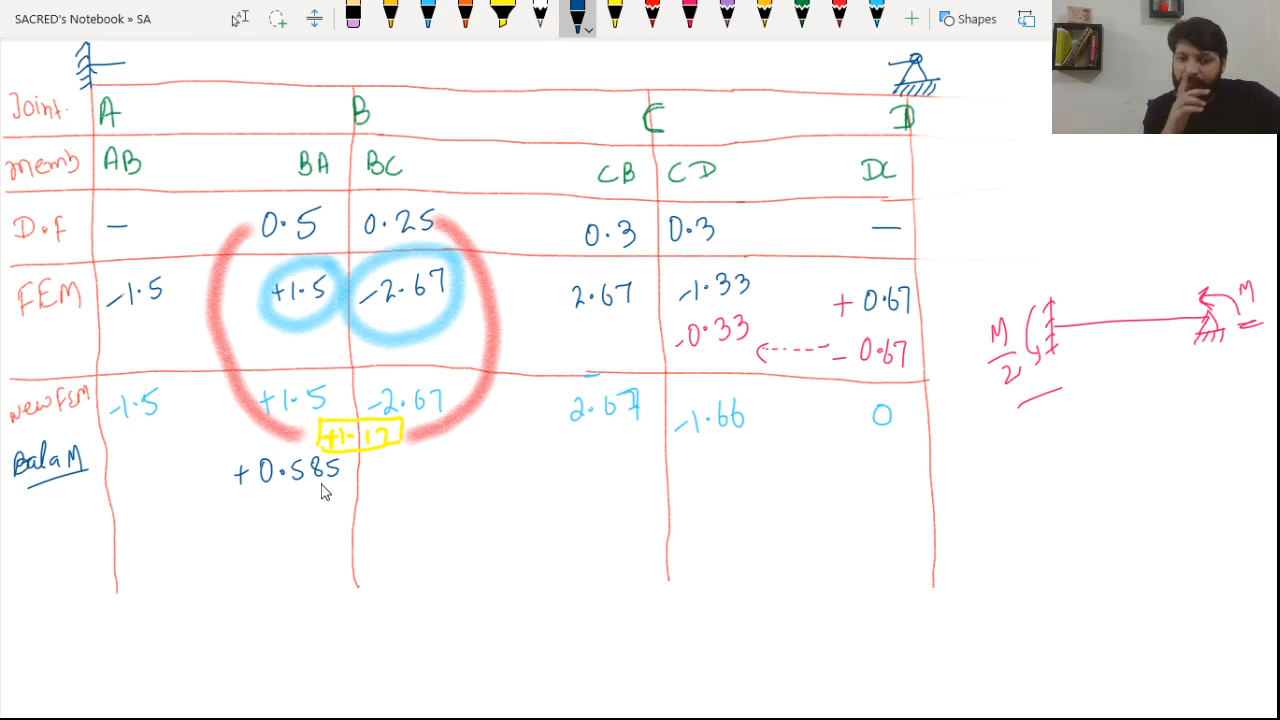 SACRED's Notebook » SA
Shapes
Joint. A B C D
Memb AB BA BC CB CD DC
D.f — 0.5 0.25 0.3 0.3 —
FEM -1.5 +1.5 -2.67 2.67 -1.33 + 0.67
-0.33 - 0.67
New FEM -1.5 +1.5 -2.67 2.67 -1.66 0
+1.17
Bala M + 0.585
M
M/2